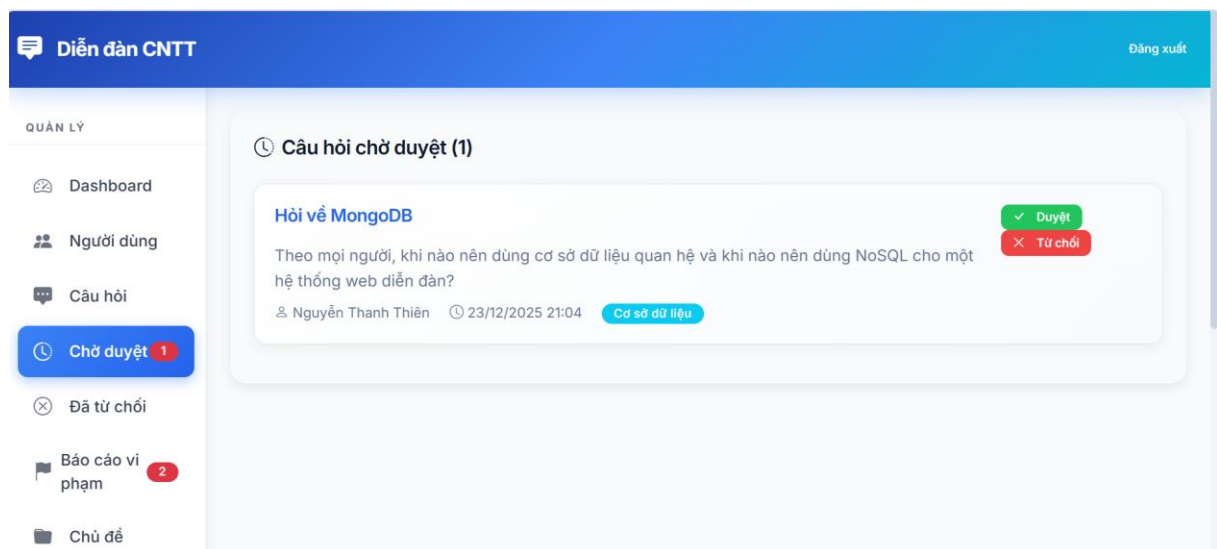 Diễn đàn CNTT
Đăng xuất
QUẢN LÝ
Dashboard
Người dùng
Câu hỏi
Chờ duyệt 1
Đã từ chối
Báo cáo vi
phạm
2
Chủ đề
Câu hỏi chờ duyệt (1)
Hỏi về MongoDB
Duyệt
Từ chối
Theo mọi người, khi nào nên dùng cơ sở dữ liệu quan hệ và khi nào nên dùng NoSQL cho một
hệ thống web diễn đàn?
Nguyễn Thanh Thiên 23/12/2025 21:04 Cơ sở dữ liệu